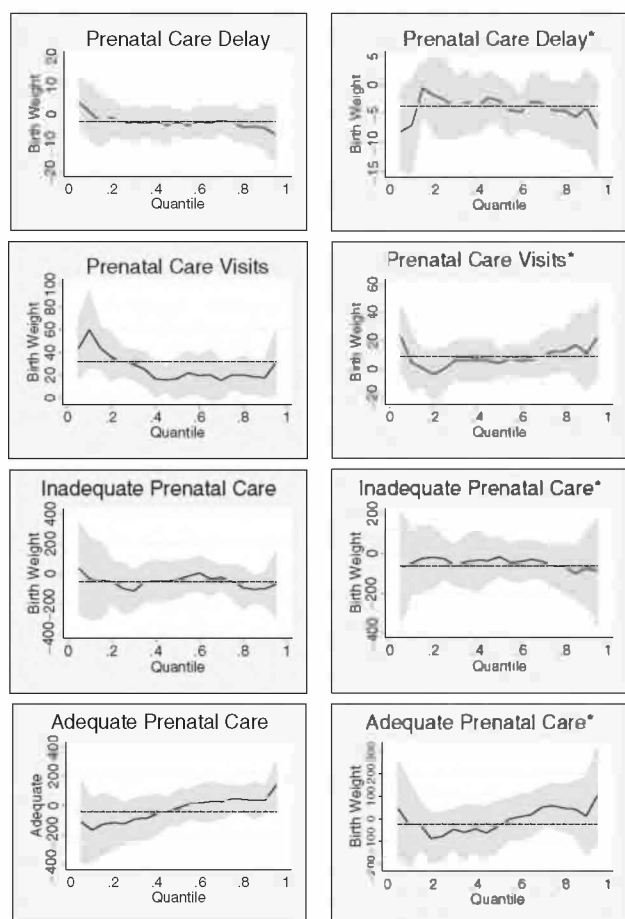 Prenatal Care Delay
Birth Weight
-20 -10 0 10 20
0 .2 .4 .6 .8 1
Quantile
Prenatal Care Delay*
Birth Weight
-15 -10 -5 0 5
0 .2 .4 .6 .8 1
Quantile
Prenatal Care Visits
Birth Weight
0 20 40 60 80 100
0 .2 .4 .6 .8 1
Quantile
Prenatal Care Visits*
Birth Weight
-20 0 20 40 60
0 .2 .4 .6 .8 1
Quantile
Inadequate Prenatal Care
Birth Weight
-400 -200 0 200 400
0 .2 .4 .6 .8 1
Quantile
Inadequate Prenatal Care*
Birth Weight
-400 -200 0 200
0 .2 .4 .6 .8 1
Quantile
Adequate Prenatal Care
Adequate
-400 -200 0 200 400
0 .2 .4 .6 .8 1
Quantile
Adequate Prenatal Care*
Birth Weight
-200 -100 0 100 200 300
0 .2 .4 .6 .8 1
Quantile